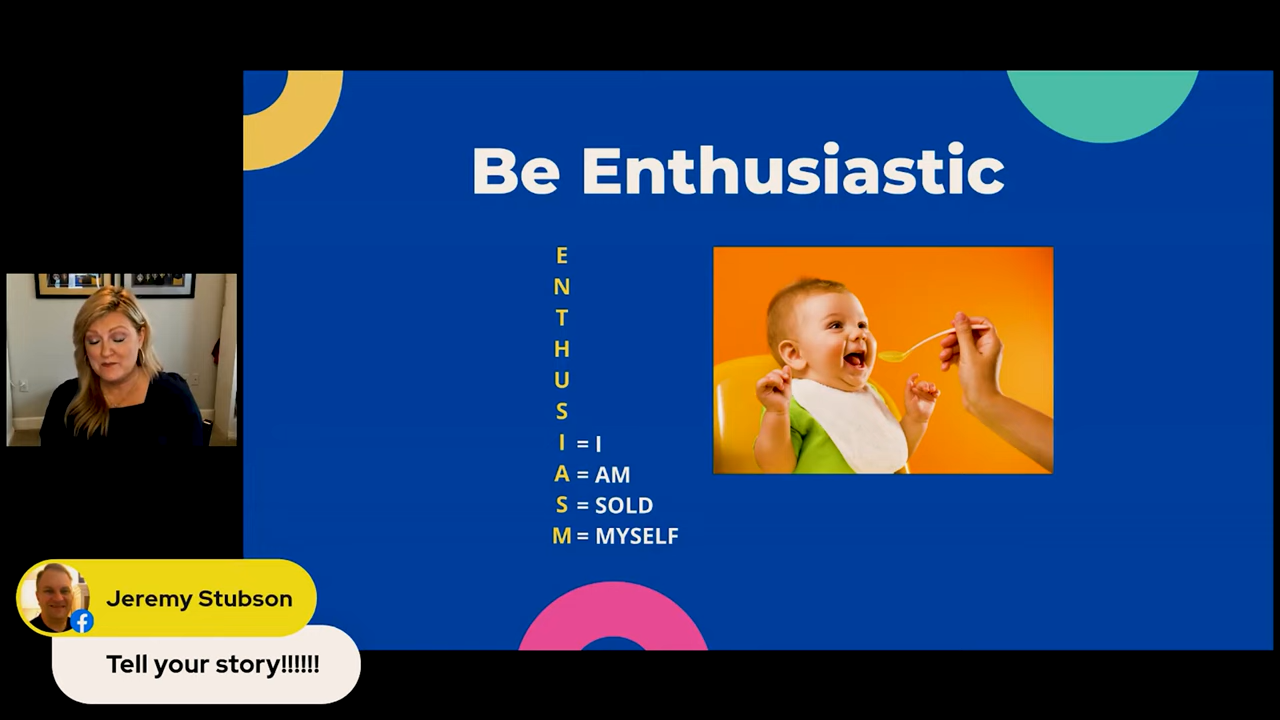 Be Enthusiastic
E
N
T
H
U
S
I = I
A = AM
S = SOLD
M = MYSELF
Jeremy Stubson
Tell your story!!!!!!